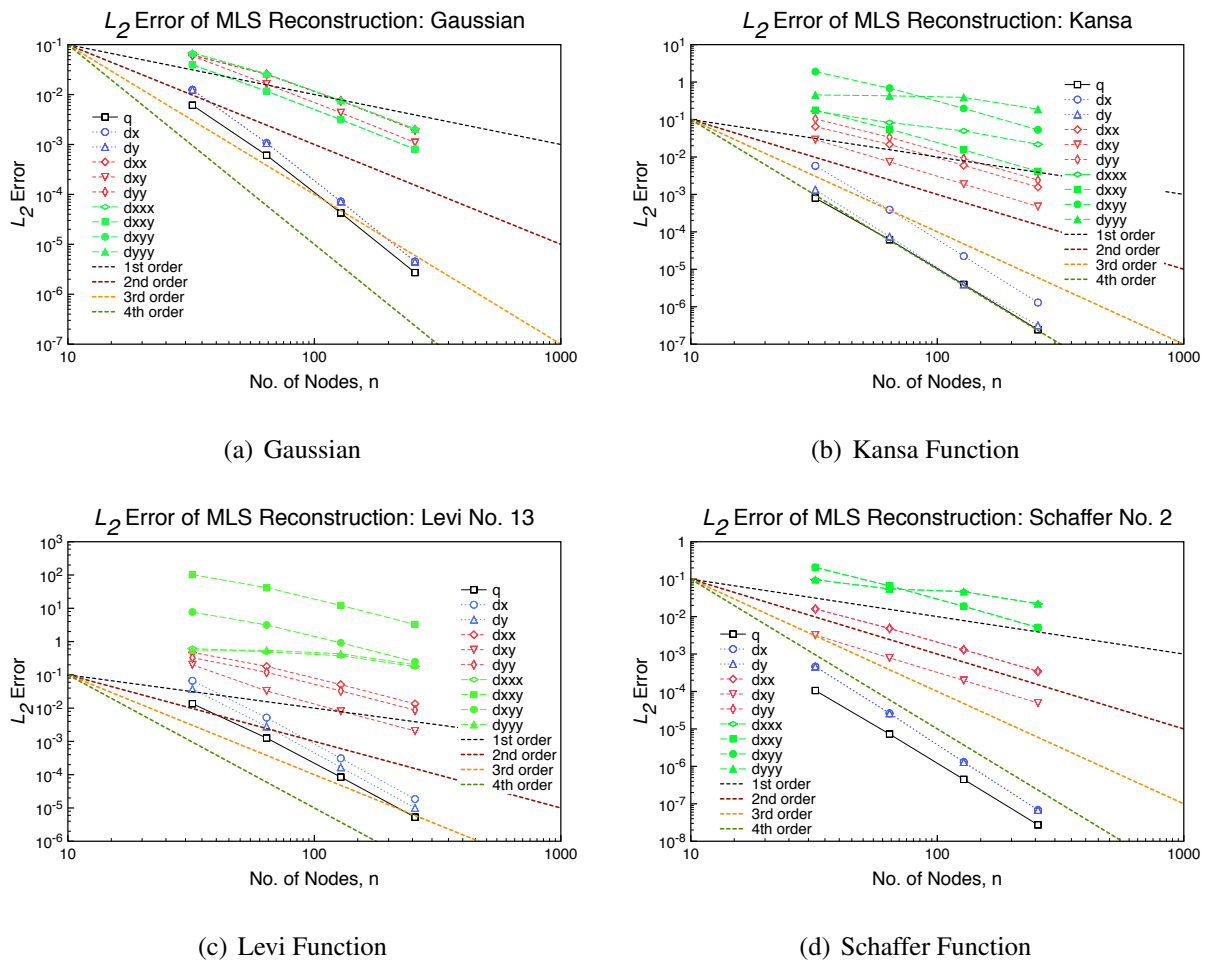 L2 Error of MLS Reconstruction: Gaussian
10-1
10-2
10-3
10-4
10-5
10-6
10-7
L2 Error
q
dx
dy
dxx
dxy
dyy
dxxx
dxxy
dxyy
dyyy
1st order
2nd order
3rd order
4th order
10
100
1000
No. of Nodes, n
(a) Gaussian
L2 Error of MLS Reconstruction: Kansa
101
1
10-1
10-2
10-3
10-4
10-5
10-6
10-7
L2 Error
q
dx
dy
dxx
dxy
dyy
dxxx
dxxy
dxyy
dyyy
1st order
2nd order
3rd order
4th order
10
100
1000
No. of Nodes, n
(b) Kansa Function
L2 Error of MLS Reconstruction: Levi No. 13
103
102
101
1
10-1
10-2
10-3
10-4
10-5
10-6
L2 Error
q
dx
dy
dxx
dxy
dyy
dxxx
dxxy
dxyy
dyyy
1st order
2nd order
3rd order
4th order
10
100
1000
No. of Nodes, n
(c) Levi Function
L2 Error of MLS Reconstruction: Schaffer No. 2
1
10-1
10-2
10-3
10-4
10-5
10-6
10-7
10-8
L2 Error
q
dx
dy
dxx
dxy
dyy
dxxx
dxxy
dxyy
dyyy
1st order
2nd order
3rd order
4th order
10
100
1000
No. of Nodes, n
(d) Schaffer Function